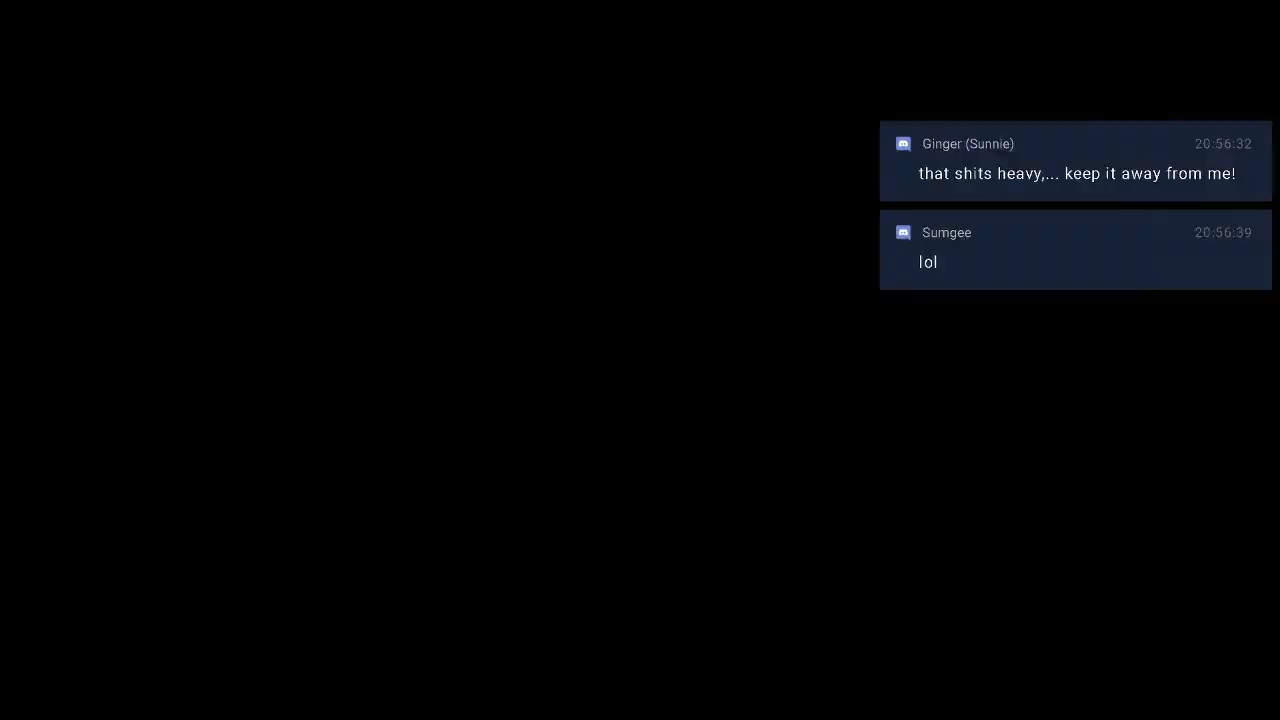 Ginger (Sunnie) 20:56:32
that shits heavy,... keep it away from me!
Sumgee 20:56:39
lol